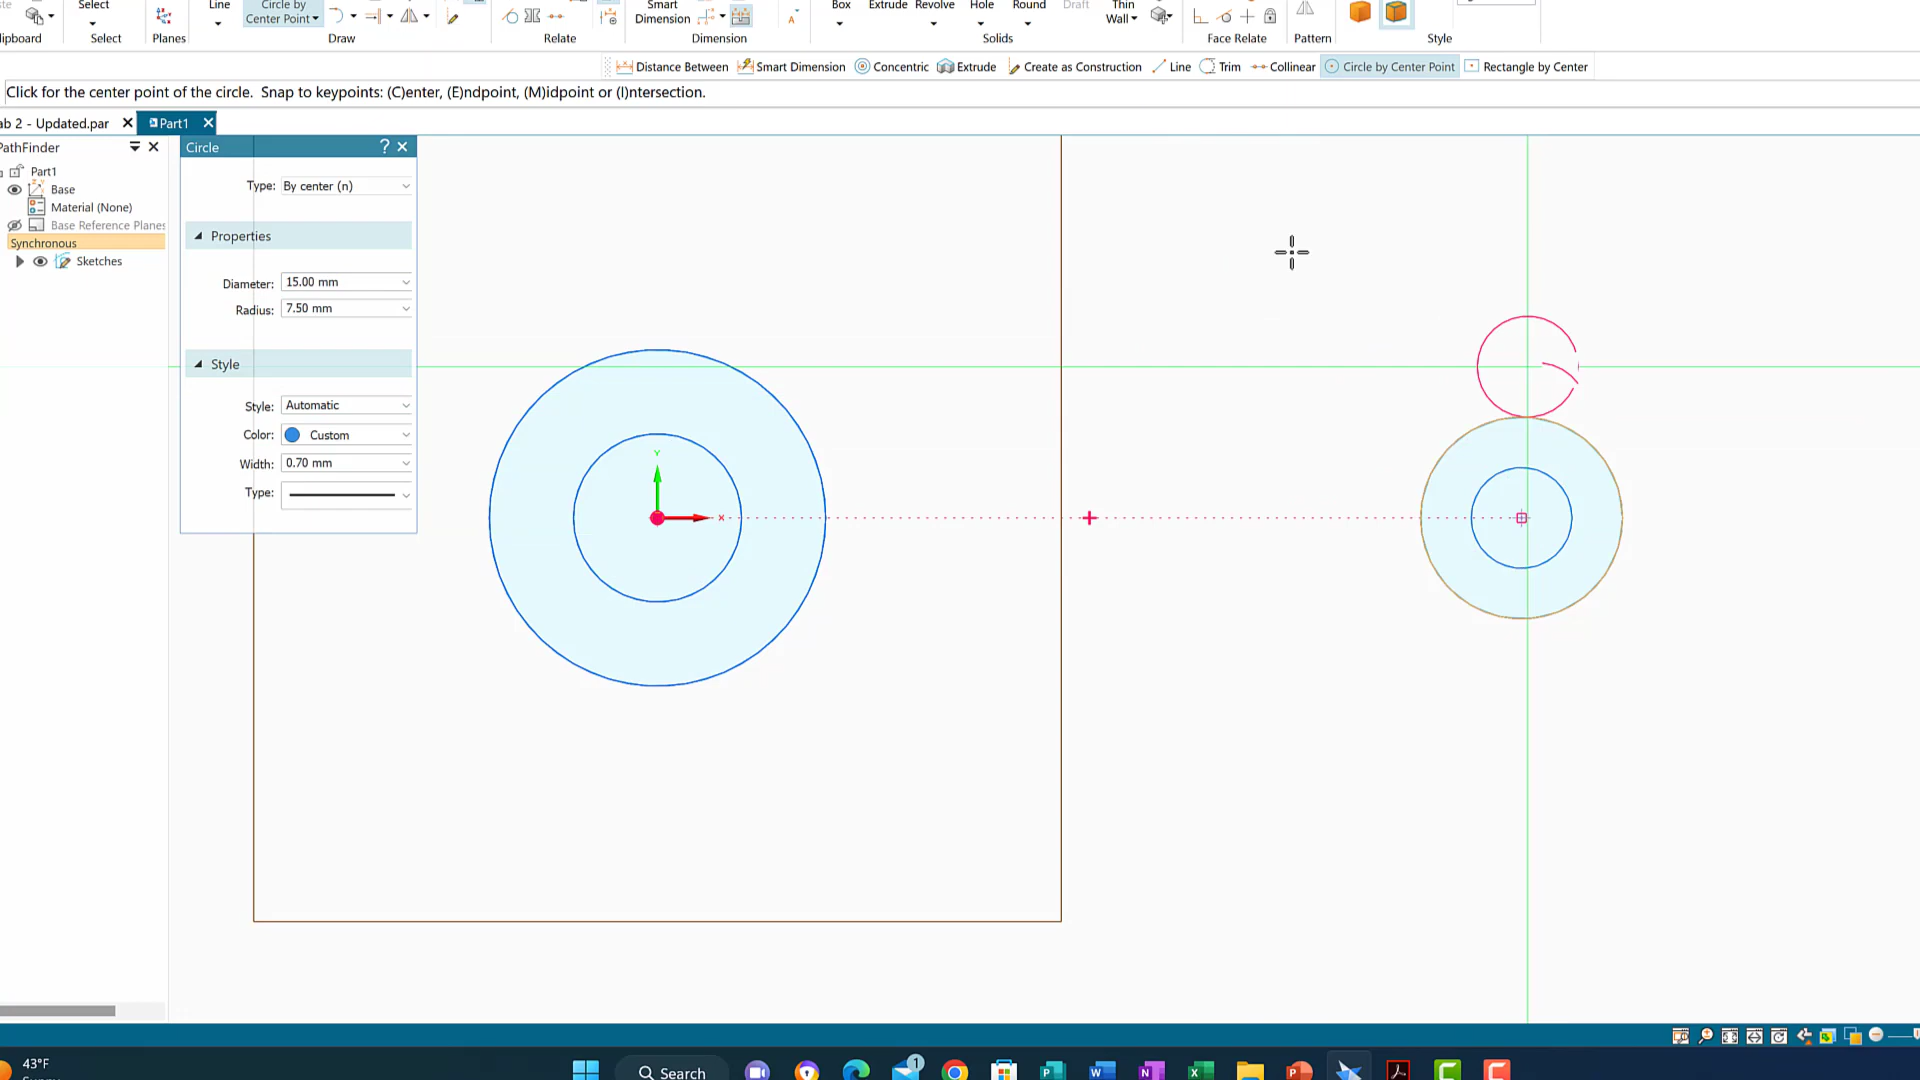 Select
Line
Circle by
Center Point
Smart
Dimension
Box
Extrude
Revolve
Hole
Round
Draft
Thin
Wall
Select
Planes
Draw
Relate
Dimension
Solids
Face Relate
Pattern
Style
Distance Between
Smart Dimension
Concentric
Extrude
Create as Construction
Line
Trim
Collinear
Circle by Center Point
Rectangle by Center
Click for the center point of the circle.  Snap to keypoints: (C)enter, (E)ndpoint, (M)idpoint or (I)ntersection.
ab 2 - Updated.par
Part1
PathFinder
Part1
Base
Material (None)
Base Reference Planes
Synchronous
Sketches
Circle
?
Type: By center (n)
Properties
Diameter: 15.00 mm
Radius: 7.50 mm
Style
Style: Automatic
Color: Custom
Width: 0.70 mm
Type:
Y
X
43°F
Search
1